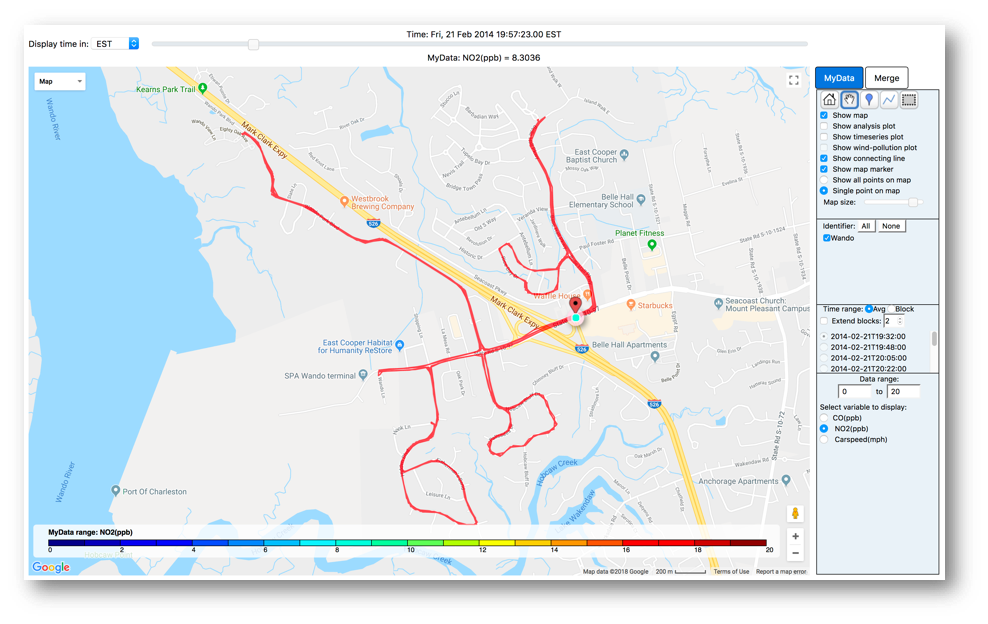 Time: Fri, 21 Feb 2014 19:57:23.00 EST
Display time in: EST
MyData: NO2(ppb) = 8.3036
Map
MyData Merge
Show map
Show analysis plot
Show timeseries plot
Show wind-pollution plot
Show connecting line
Show map marker
Show all points on map
Single point on map
Map size:
Identifier: All None
Wando
Time range: Avg Block
Extend blocks: 2
2014-02-21T19:32:00
2014-02-21T19:48:00
2014-02-21T20:05:00
2014-02-21T20:22:00
Data range:
0 to 20
Select variable to display:
CO(ppb)
NO2(ppb)
Carspeed(mph)
Kearns Park Trail
Wando River
Mark Clark Expy
Westbrook
Brewing Company
526
East Cooper
Baptist Church
Belle Hall
Elementary School
Planet Fitness
Paul Foster Rd
Seacoast Pkwy
Waffle House
Starbucks
Seacoast Church:
Mount Pleasant Campus
Mark Clark Expy
526
Belle Hall Apartments
East Cooper Habitat
for Humanity ReStore
SPA Wando terminal
526
Hobcaw Creek
Anchorage Apartments
Wando River
Port Of Charleston
Leisure Ln
MyData range: NO2(ppb)
0 2 4 6 8 10 12 14 16 18 20
Google
Map data ©2018 Google 200 m Terms of Use Report a map error